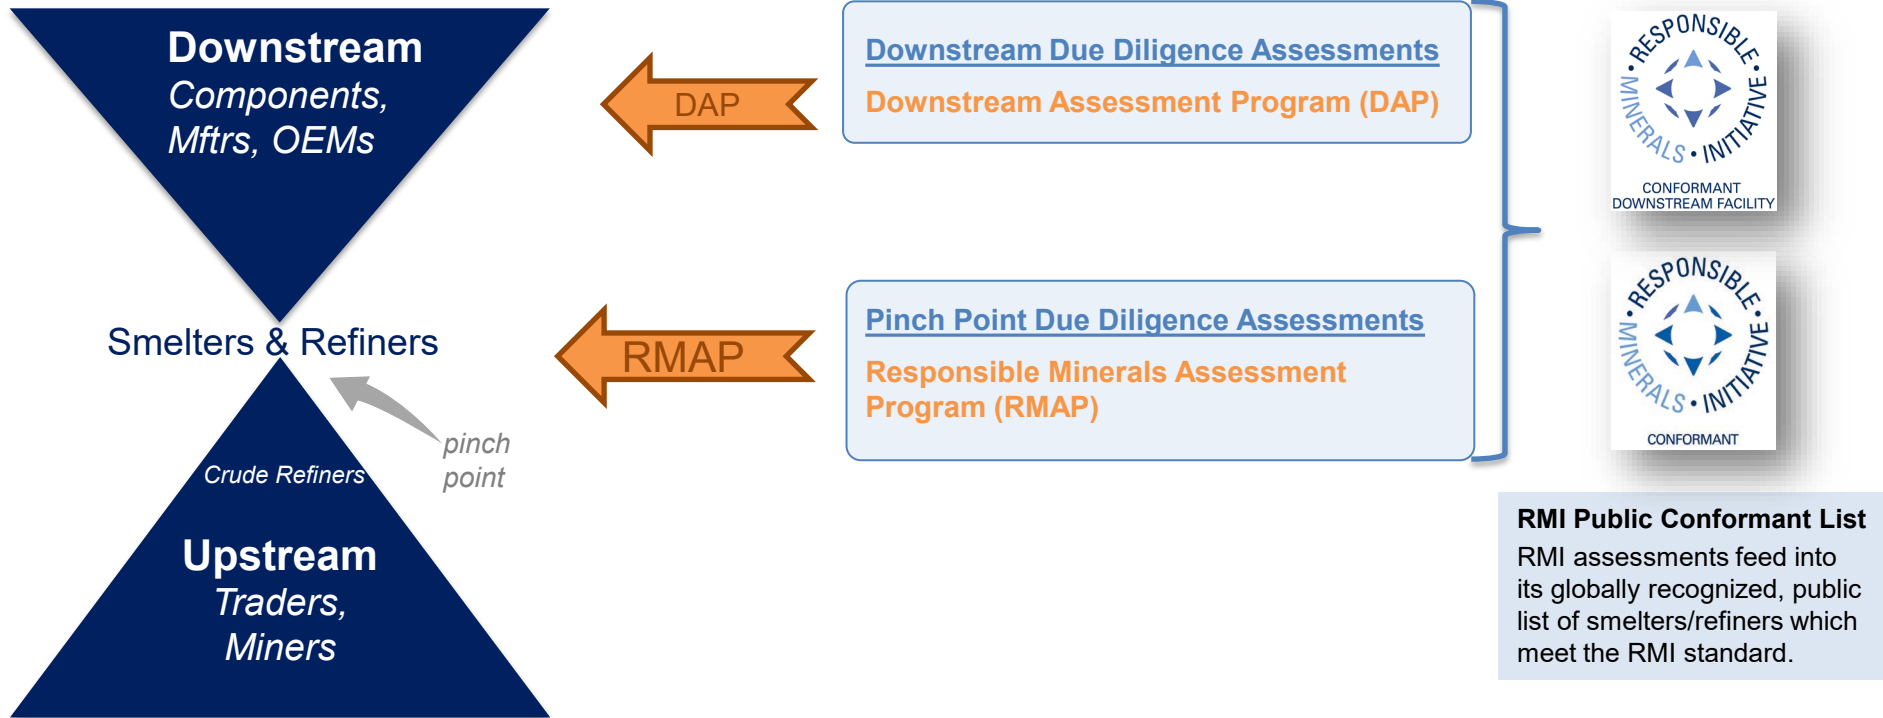 Downstream
Components,
Mftrs, OEMs
Smelters & Refiners
pinch
point
Crude Refiners
Upstream
Traders,
Miners
DAP
RMAP
Downstream Due Diligence Assessments
Downstream Assessment Program (DAP)
Pinch Point Due Diligence Assessments
Responsible Minerals Assessment
Program (RMAP)
• RESPONSIBLE •
MINERALS • INITIATIVE
CONFORMANT
DOWNSTREAM FACILITY
• RESPONSIBLE •
MINERALS • INITIATIVE
CONFORMANT
RMI Public Conformant List
RMI assessments feed into
its globally recognized, public
list of smelters/refiners which
meet the RMI standard.